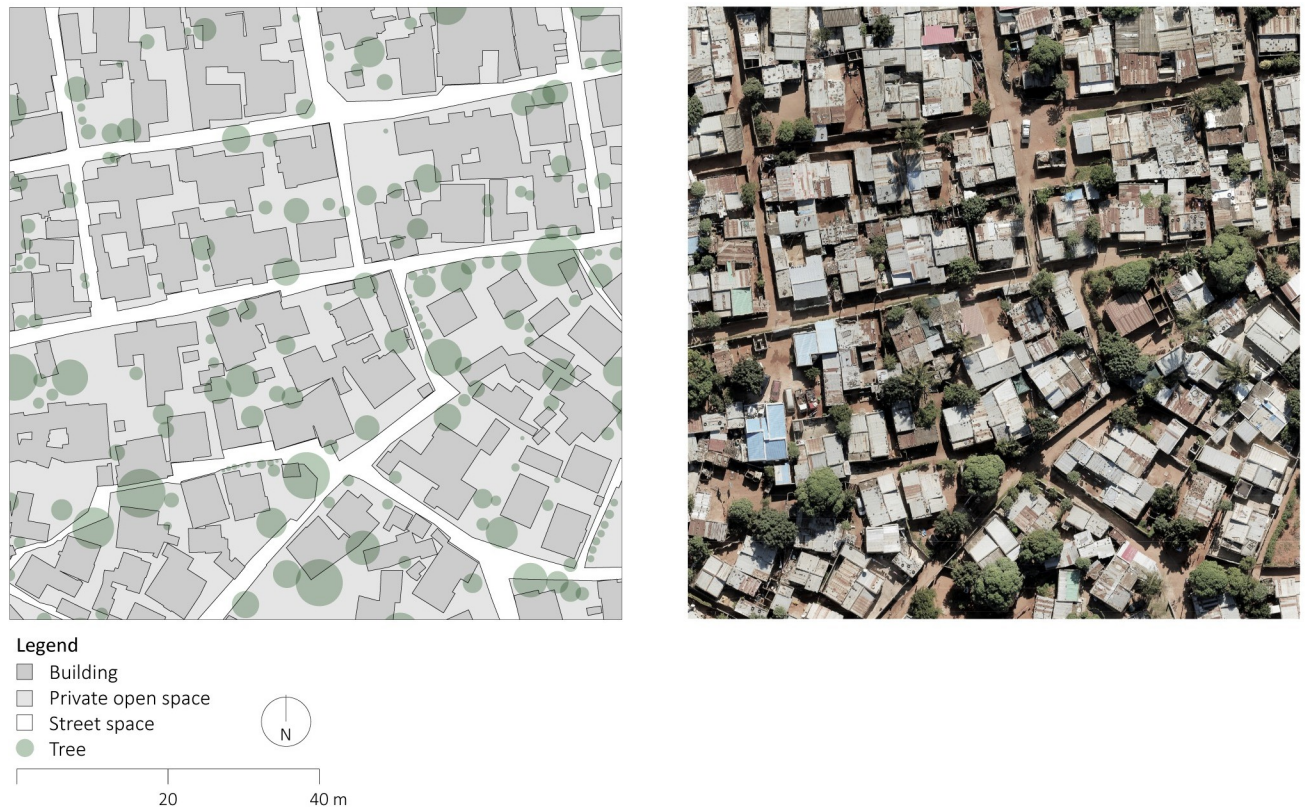 Legend
Building
Private open space
Street space
Tree
N
20
40 m